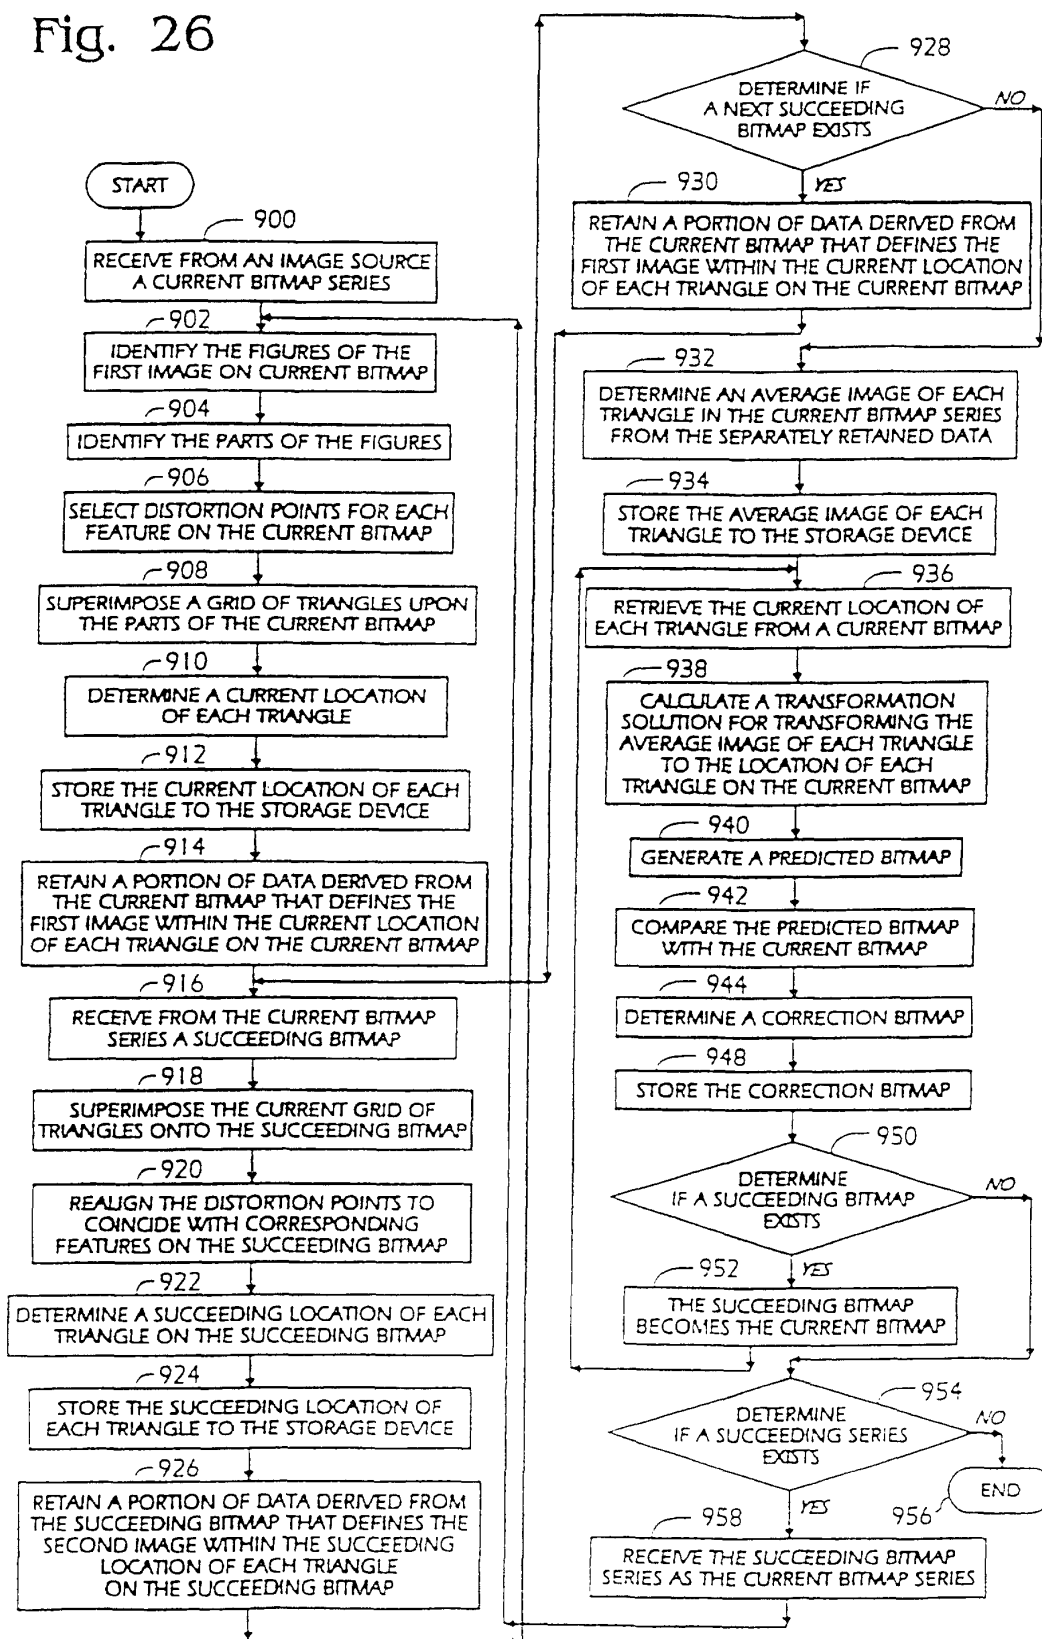 Fig. 26
START
900
RECEIVE FROM AN IMAGE SOURCE
A CURRENT BITMAP SERIES
902
IDENTIFY THE FIGURES OF THE
FIRST IMAGE ON CURRENT BITMAP
904
IDENTIFY THE PARTS OF THE FIGURES
906
SELECT DISTORTION POINTS FOR EACH
FEATURE ON THE CURRENT BITMAP
908
SUPERIMPOSE A GRID OF TRIANGLES UPON
THE PARTS OF THE CURRENT BITMAP
910
DETERMINE A CURRENT LOCATION
OF EACH TRIANGLE
912
STORE THE CURRENT LOCATION OF EACH
TRIANGLE TO THE STORAGE DEVICE
914
RETAIN A PORTION OF DATA DERIVED FROM
THE CURRENT BITMAP THAT DEFINES THE
FIRST IMAGE WITHIN THE CURRENT LOCATION
OF EACH TRIANGLE ON THE CURRENT BITMAP
916
RECEIVE FROM THE CURRENT BITMAP
SERIES A SUCCEEDING BITMAP
918
SUPERIMPOSE THE CURRENT GRID OF
TRIANGLES ONTO THE SUCCEEDING BITMAP
920
REALIGN THE DISTORTION POINTS TO
COINCIDE WITH CORRESPONDING
FEATURES ON THE SUCCEEDING BITMAP
922
DETERMINE A SUCCEEDING LOCATION OF EACH
TRIANGLE ON THE SUCCEEDING BITMAP
924
STORE THE SUCCEEDING LOCATION OF
EACH TRIANGLE TO THE STORAGE DEVICE
926
RETAIN A PORTION OF DATA DERIVED FROM
THE SUCCEEDING BITMAP THAT DEFINES THE
SECOND IMAGE WITHIN THE SUCCEEDING
LOCATION OF EACH TRIANGLE
ON THE SUCCEEDING BITMAP
928
DETERMINE IF
A NEXT SUCCEEDING
BITMAP EXISTS
NO
YES
930
RETAIN A PORTION OF DATA DERIVED FROM
THE CURRENT BITMAP THAT DEFINES THE
FIRST IMAGE WITHIN THE CURRENT LOCATION
OF EACH TRIANGLE ON THE CURRENT BITMAP
932
DETERMINE AN AVERAGE IMAGE OF EACH
TRIANGLE IN THE CURRENT BITMAP SERIES
FROM THE SEPARATELY RETAINED DATA
934
STORE THE AVERAGE IMAGE OF EACH
TRIANGLE TO THE STORAGE DEVICE
936
RETRIEVE THE CURRENT LOCATION OF
EACH TRIANGLE FROM A CURRENT BITMAP
938
CALCULATE A TRANSFORMATION
SOLUTION FOR TRANSFORMING THE
AVERAGE IMAGE OF EACH TRIANGLE
TO THE LOCATION OF EACH
TRIANGLE ON THE CURRENT BITMAP
940
GENERATE A PREDICTED BITMAP
942
COMPARE THE PREDICTED BITMAP
WITH THE CURRENT BITMAP
944
DETERMINE A CORRECTION BITMAP
948
STORE THE CORRECTION BITMAP
950
DETERMINE
IF A SUCCEEDING BITMAP
EXISTS
NO
YES
952
THE SUCCEEDING BITMAP
BECOMES THE CURRENT BITMAP
954
DETERMINE
IF A SUCCEEDING SERIES
EXISTS
NO
END
956
YES
958
RECEIVE THE SUCCEEDING BITMAP
SERIES AS THE CURRENT BITMAP SERIES